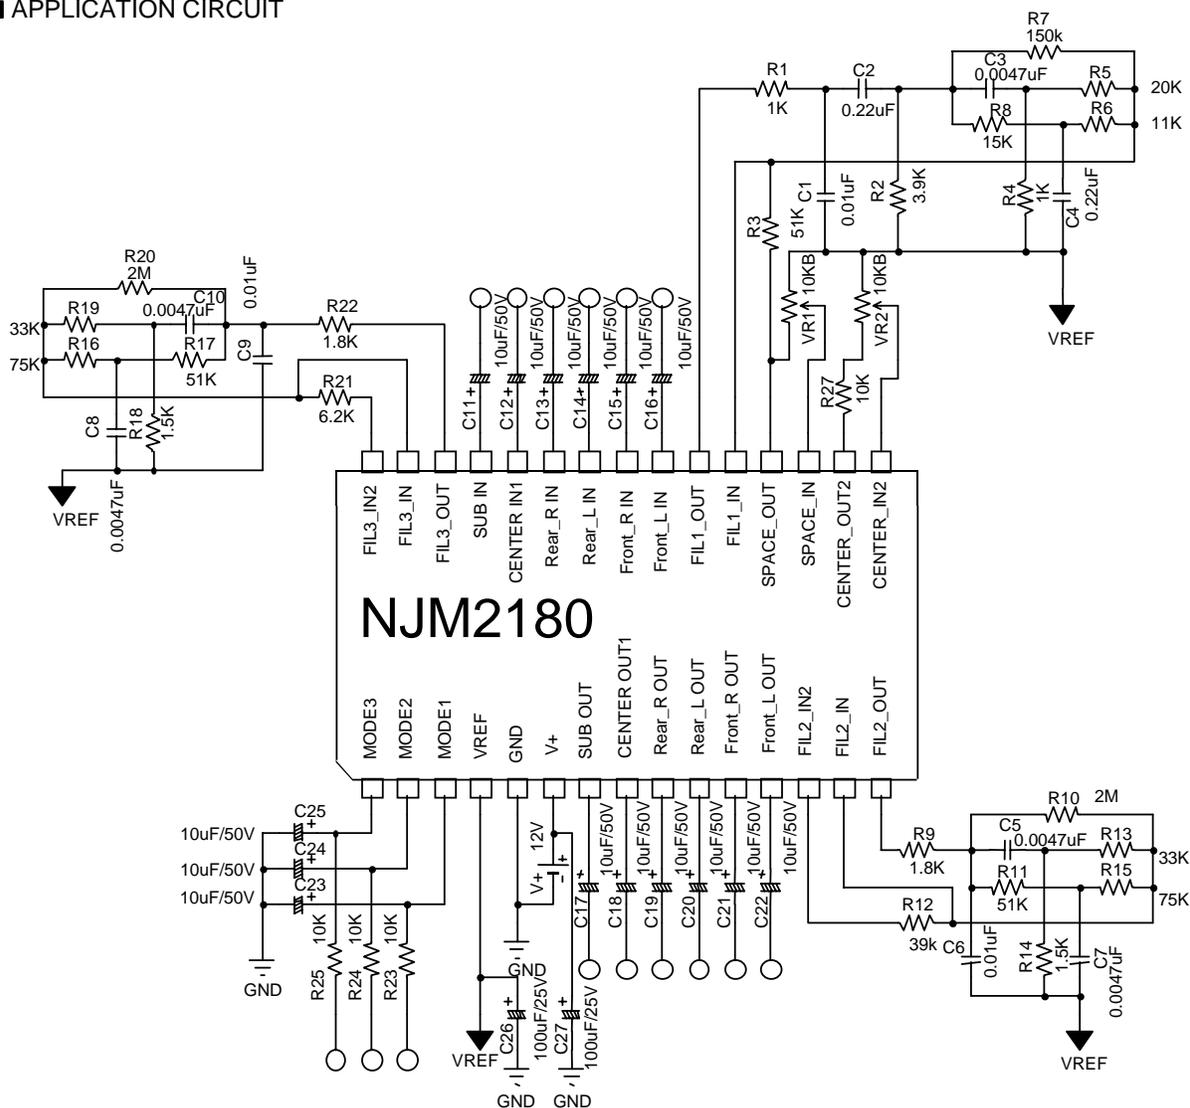 APPLICATION CIRCUIT
R7
150k
C3
0.0047uF
R5
20K
R1
1K
C2
0.22uF
R8
15K
R6
11K
R3
51K
C1
0.01uF
R2
3.9K
R4
1K
C4
0.22uF
VREF
VR1
10KB
VR2
10KB
R27
10K
R20
2M
0.01uF
R19
C10
0.0047uF
33K
R16
R17
51K
75K
C9
R22
1.8K
R21
6.2K
C8
0.0047uF
R18
1.5K
VREF
C11
+
10uF/50V
C12
+
10uF/50V
C13
+
10uF/50V
C14
+
10uF/50V
C15
+
10uF/50V
C16
+
10uF/50V
FIL3_IN2
FIL3_IN
FIL3_OUT
SUB IN
CENTER IN1
Rear_R IN
Rear_L IN
Front_R IN
Front_L IN
FIL1_OUT
FIL1_IN
SPACE_OUT
SPACE_IN
CENTER_OUT2
CENTER_IN2
NJM2180
MODE3
MODE2
MODE1
VREF
GND
V+
SUB OUT
CENTER OUT1
Rear_R OUT
Rear_L OUT
Front_R OUT
Front_L OUT
FIL2_IN2
FIL2_IN
FIL2_OUT
C25
+
10uF/50V
C24
+
10uF/50V
C23
+
10uF/50V
GND
R25
10K
R24
10K
R23
10K
VREF
12V
V+
+
-
GND
C26
+
100uF/25V
GND
C27
+
100uF/25V
GND
C17
+
10uF/50V
C18
+
10uF/50V
C19
+
10uF/50V
C20
+
10uF/50V
C21
+
10uF/50V
C22
+
10uF/50V
R10
2M
R9
1.8K
C5
0.0047uF
R13
33K
R11
51K
R15
75K
R12
39k
C6
0.01uF
R14
1.5K
C7
0.0047uF
VREF